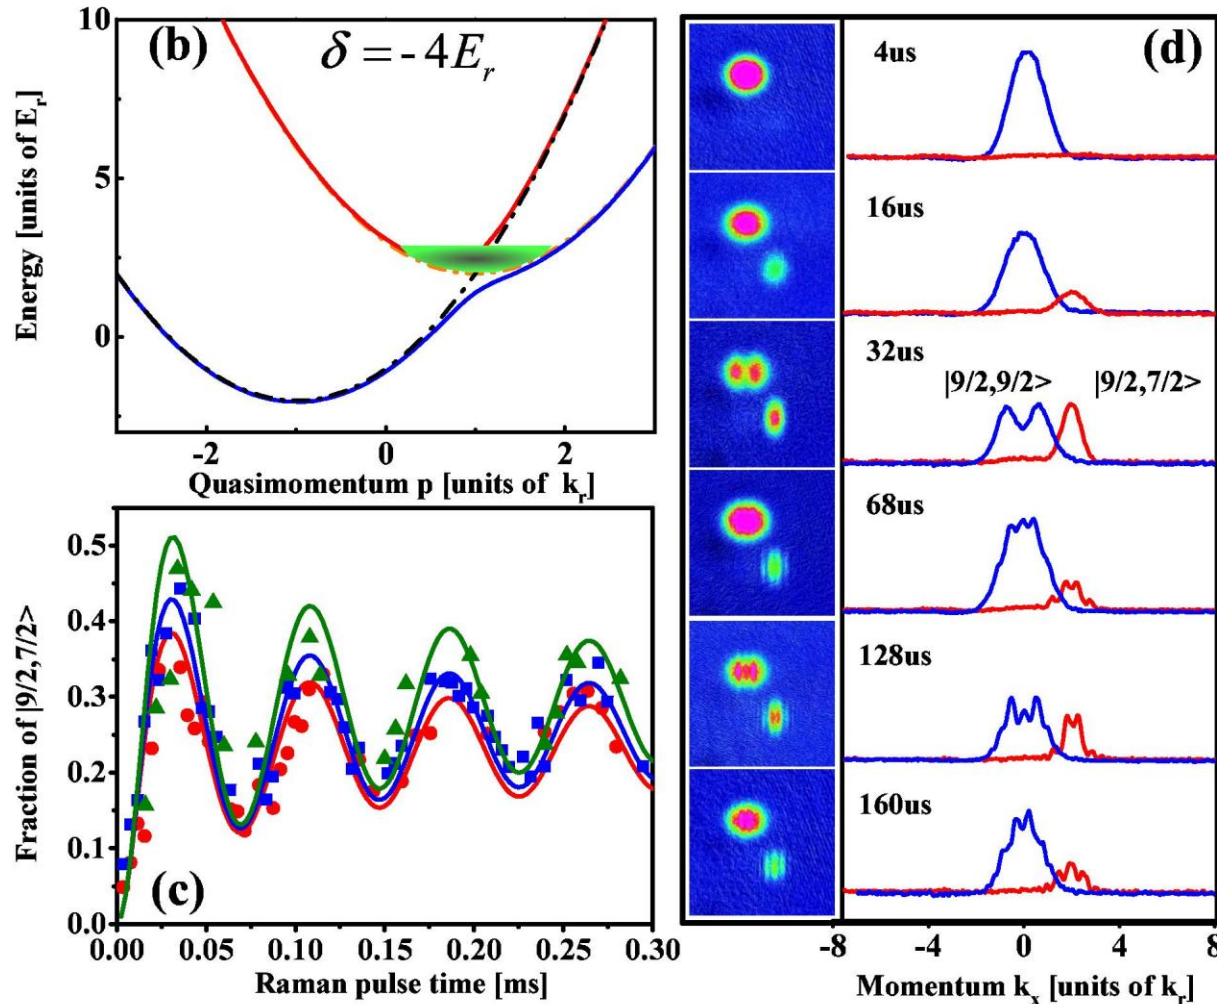 (b)
δ = - 4E_r
10
5
0
Energy [units of E_r]
-2 0 2
Quasimomentum p [units of k_r]
0.5
0.4
0.3
0.2
0.1
0.0
Fraction of |9/2,7/2>
(c)
0.00 0.05 0.10 0.15 0.20 0.25 0.30
Raman pulse time [ms]
(d)
4us
16us
32us
|9/2,9/2> |9/2,7/2>
68us
128us
160us
-8 -4 0 4 8
Momentum k_x [units of k_r]